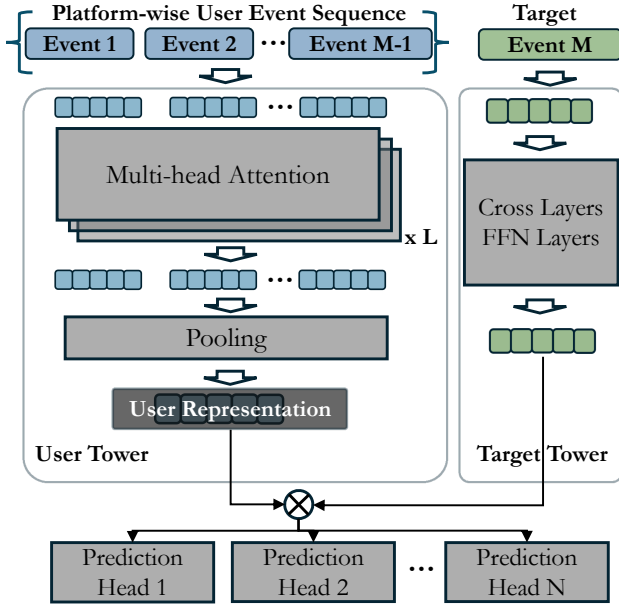 Platform-wise User Event Sequence
Target
Event 1
Event 2
...
Event M-1
Event M
...
Multi-head Attention
x L
Cross Layers
FFN Layers
...
Pooling
User Representation
User Tower
Target Tower
Prediction
Head 1
Prediction
Head 2
...
Prediction
Head N